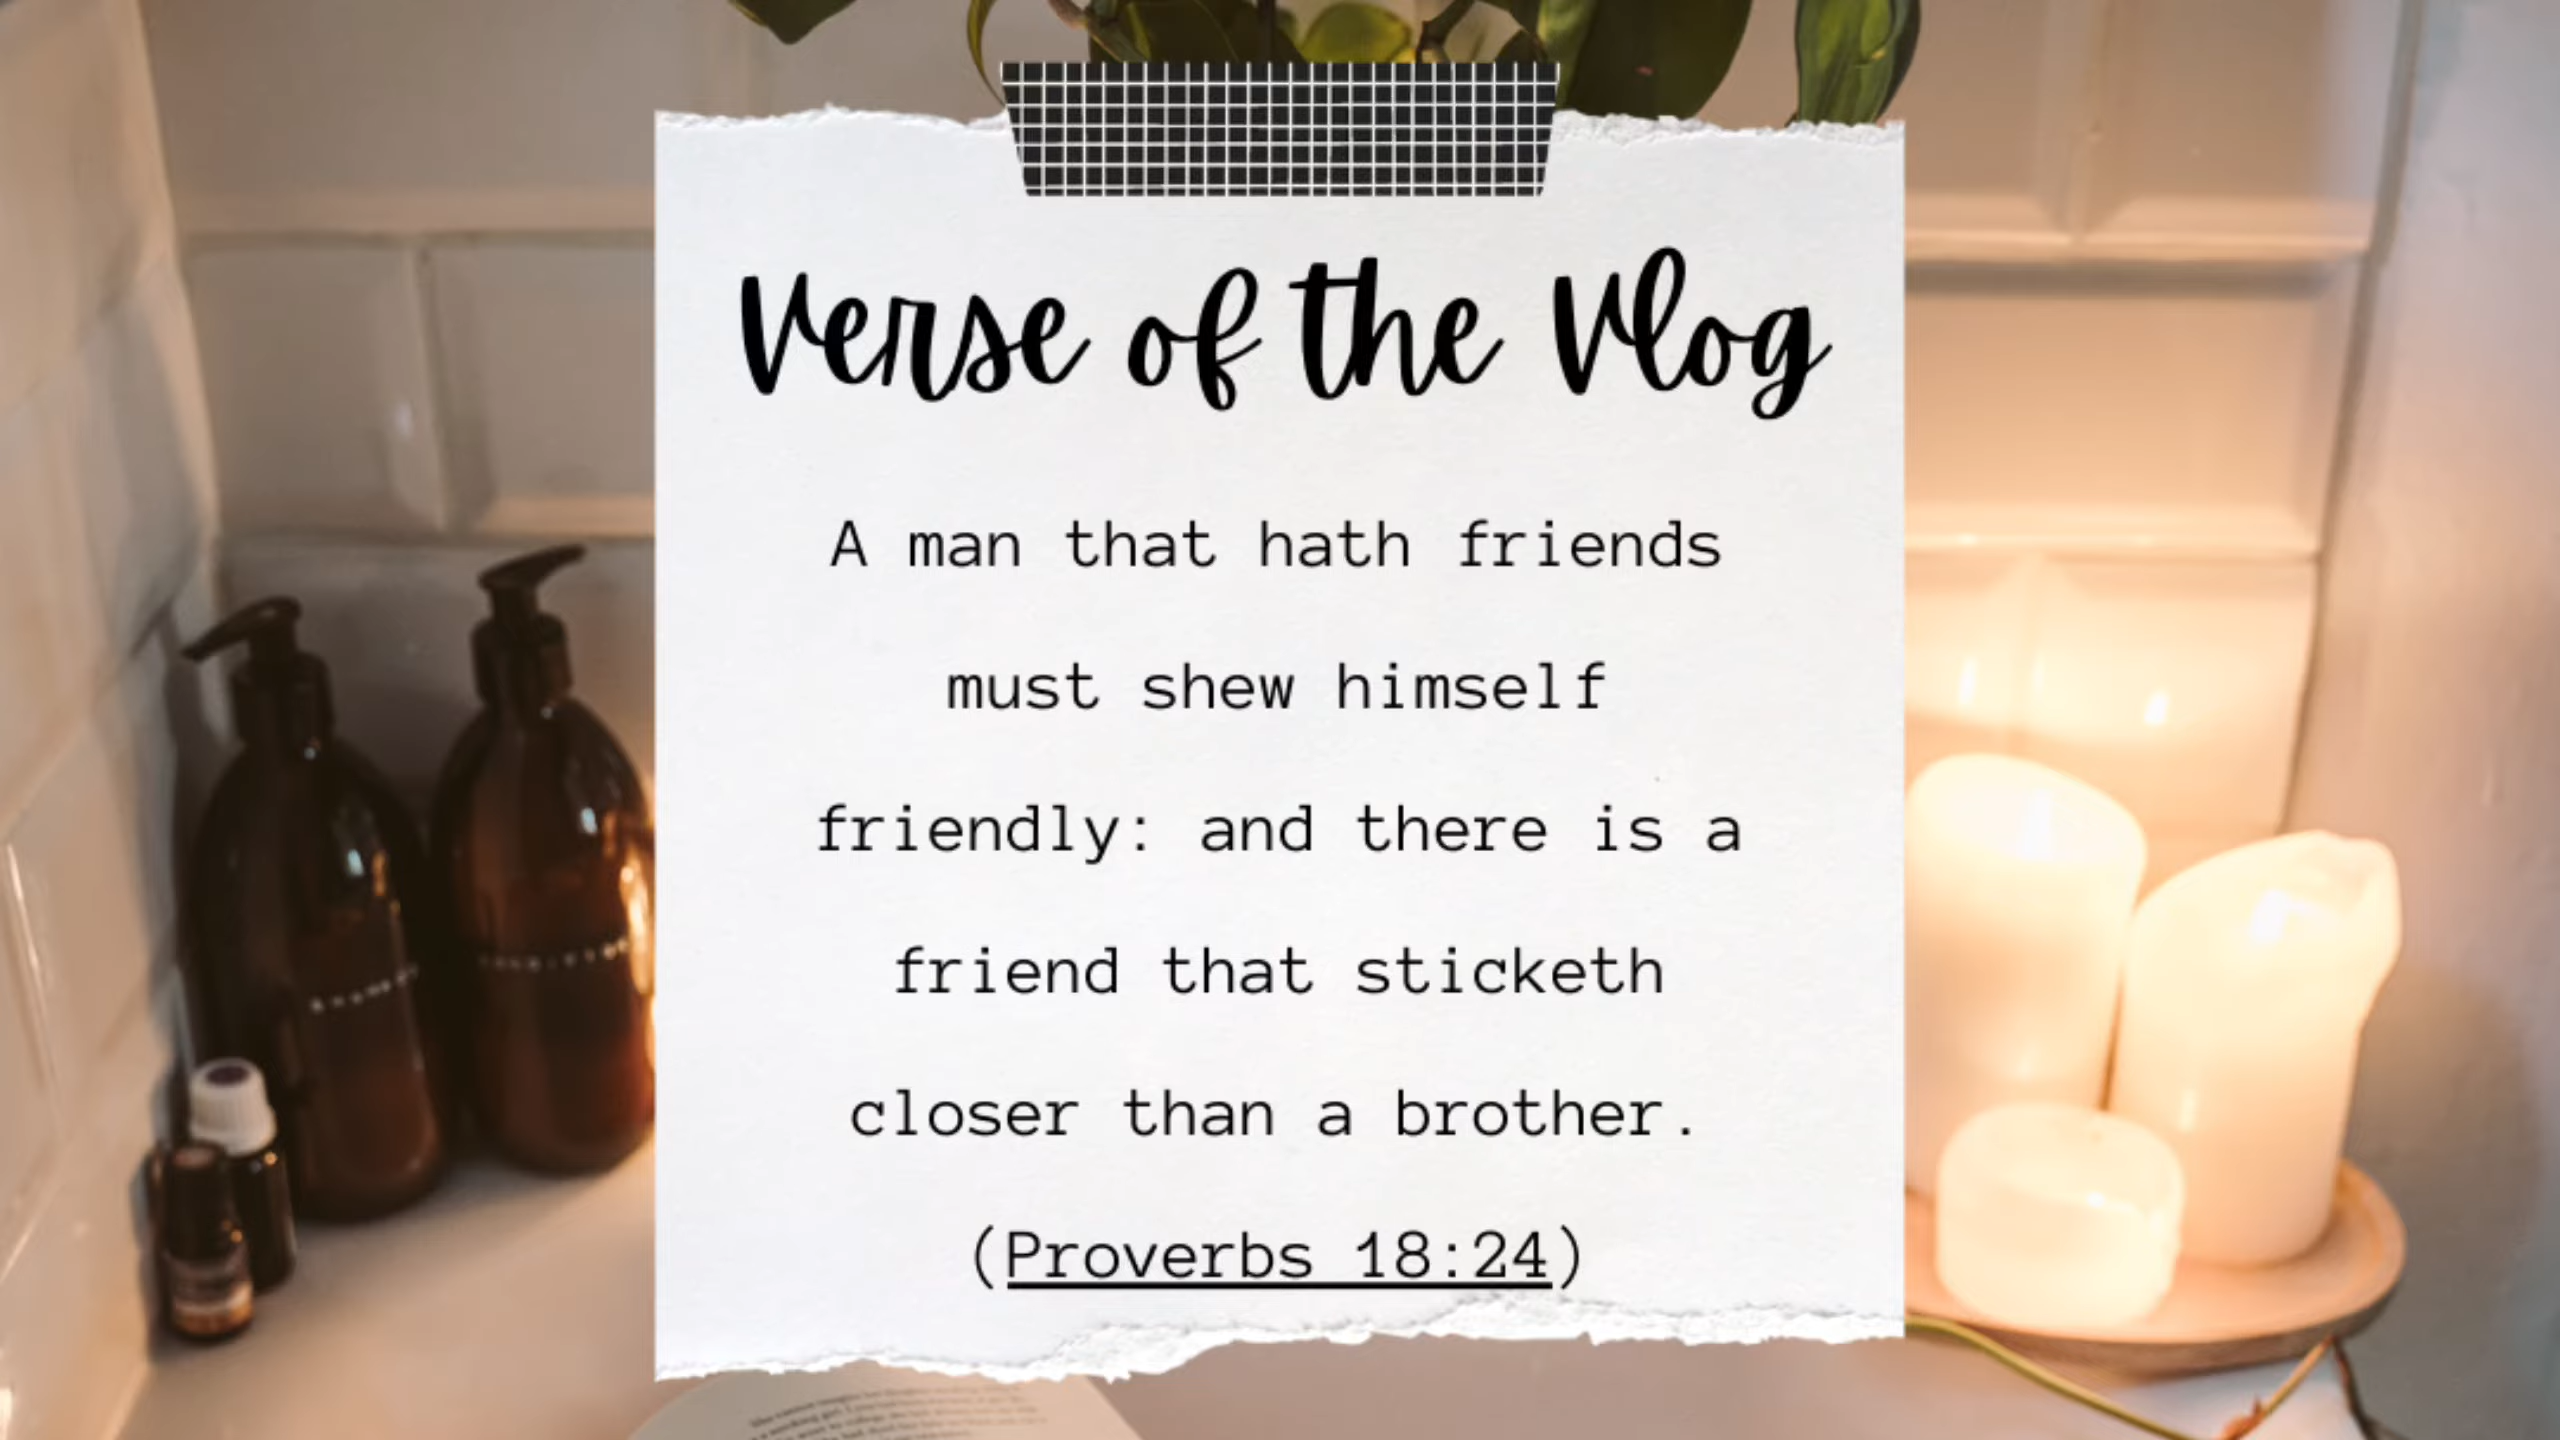 Verse of the Vlog
A man that hath friends
must shew himself
friendly: and there is a
friend that sticketh
closer than a brother.
(Proverbs 18:24)